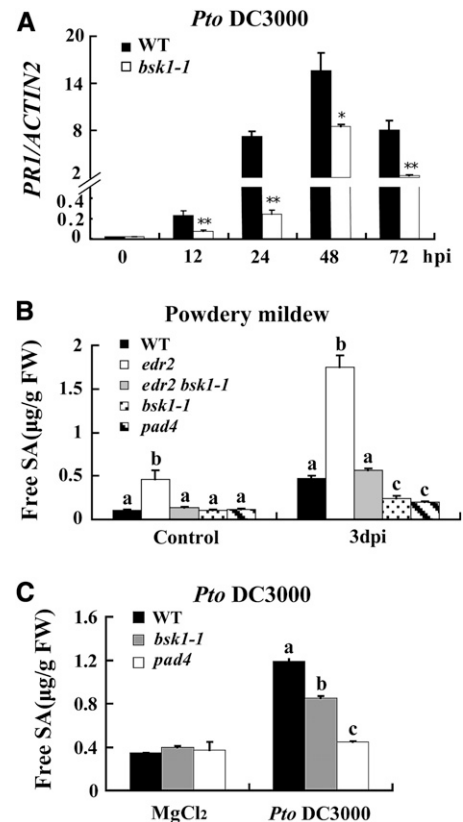 A
Pto DC3000
WT
bsk1-1
PR1/ACTIN2
20
14
8
2
0.4
0.2
0
*
**
**
**
0 12 24 48 72 hpi
B
Powdery mildew
WT
edr2
edr2 bsk1-1
bsk1-1
pad4
Free SA(μg/g FW)
2
1.5
1
0.5
0
a b a a a
a b a c c
Control 3dpi
C
Pto DC3000
WT
bsk1-1
pad4
Free SA(μg/g FW)
1.6
1.2
0.8
0.4
0
a
b
c
MgCl₂ Pto DC3000